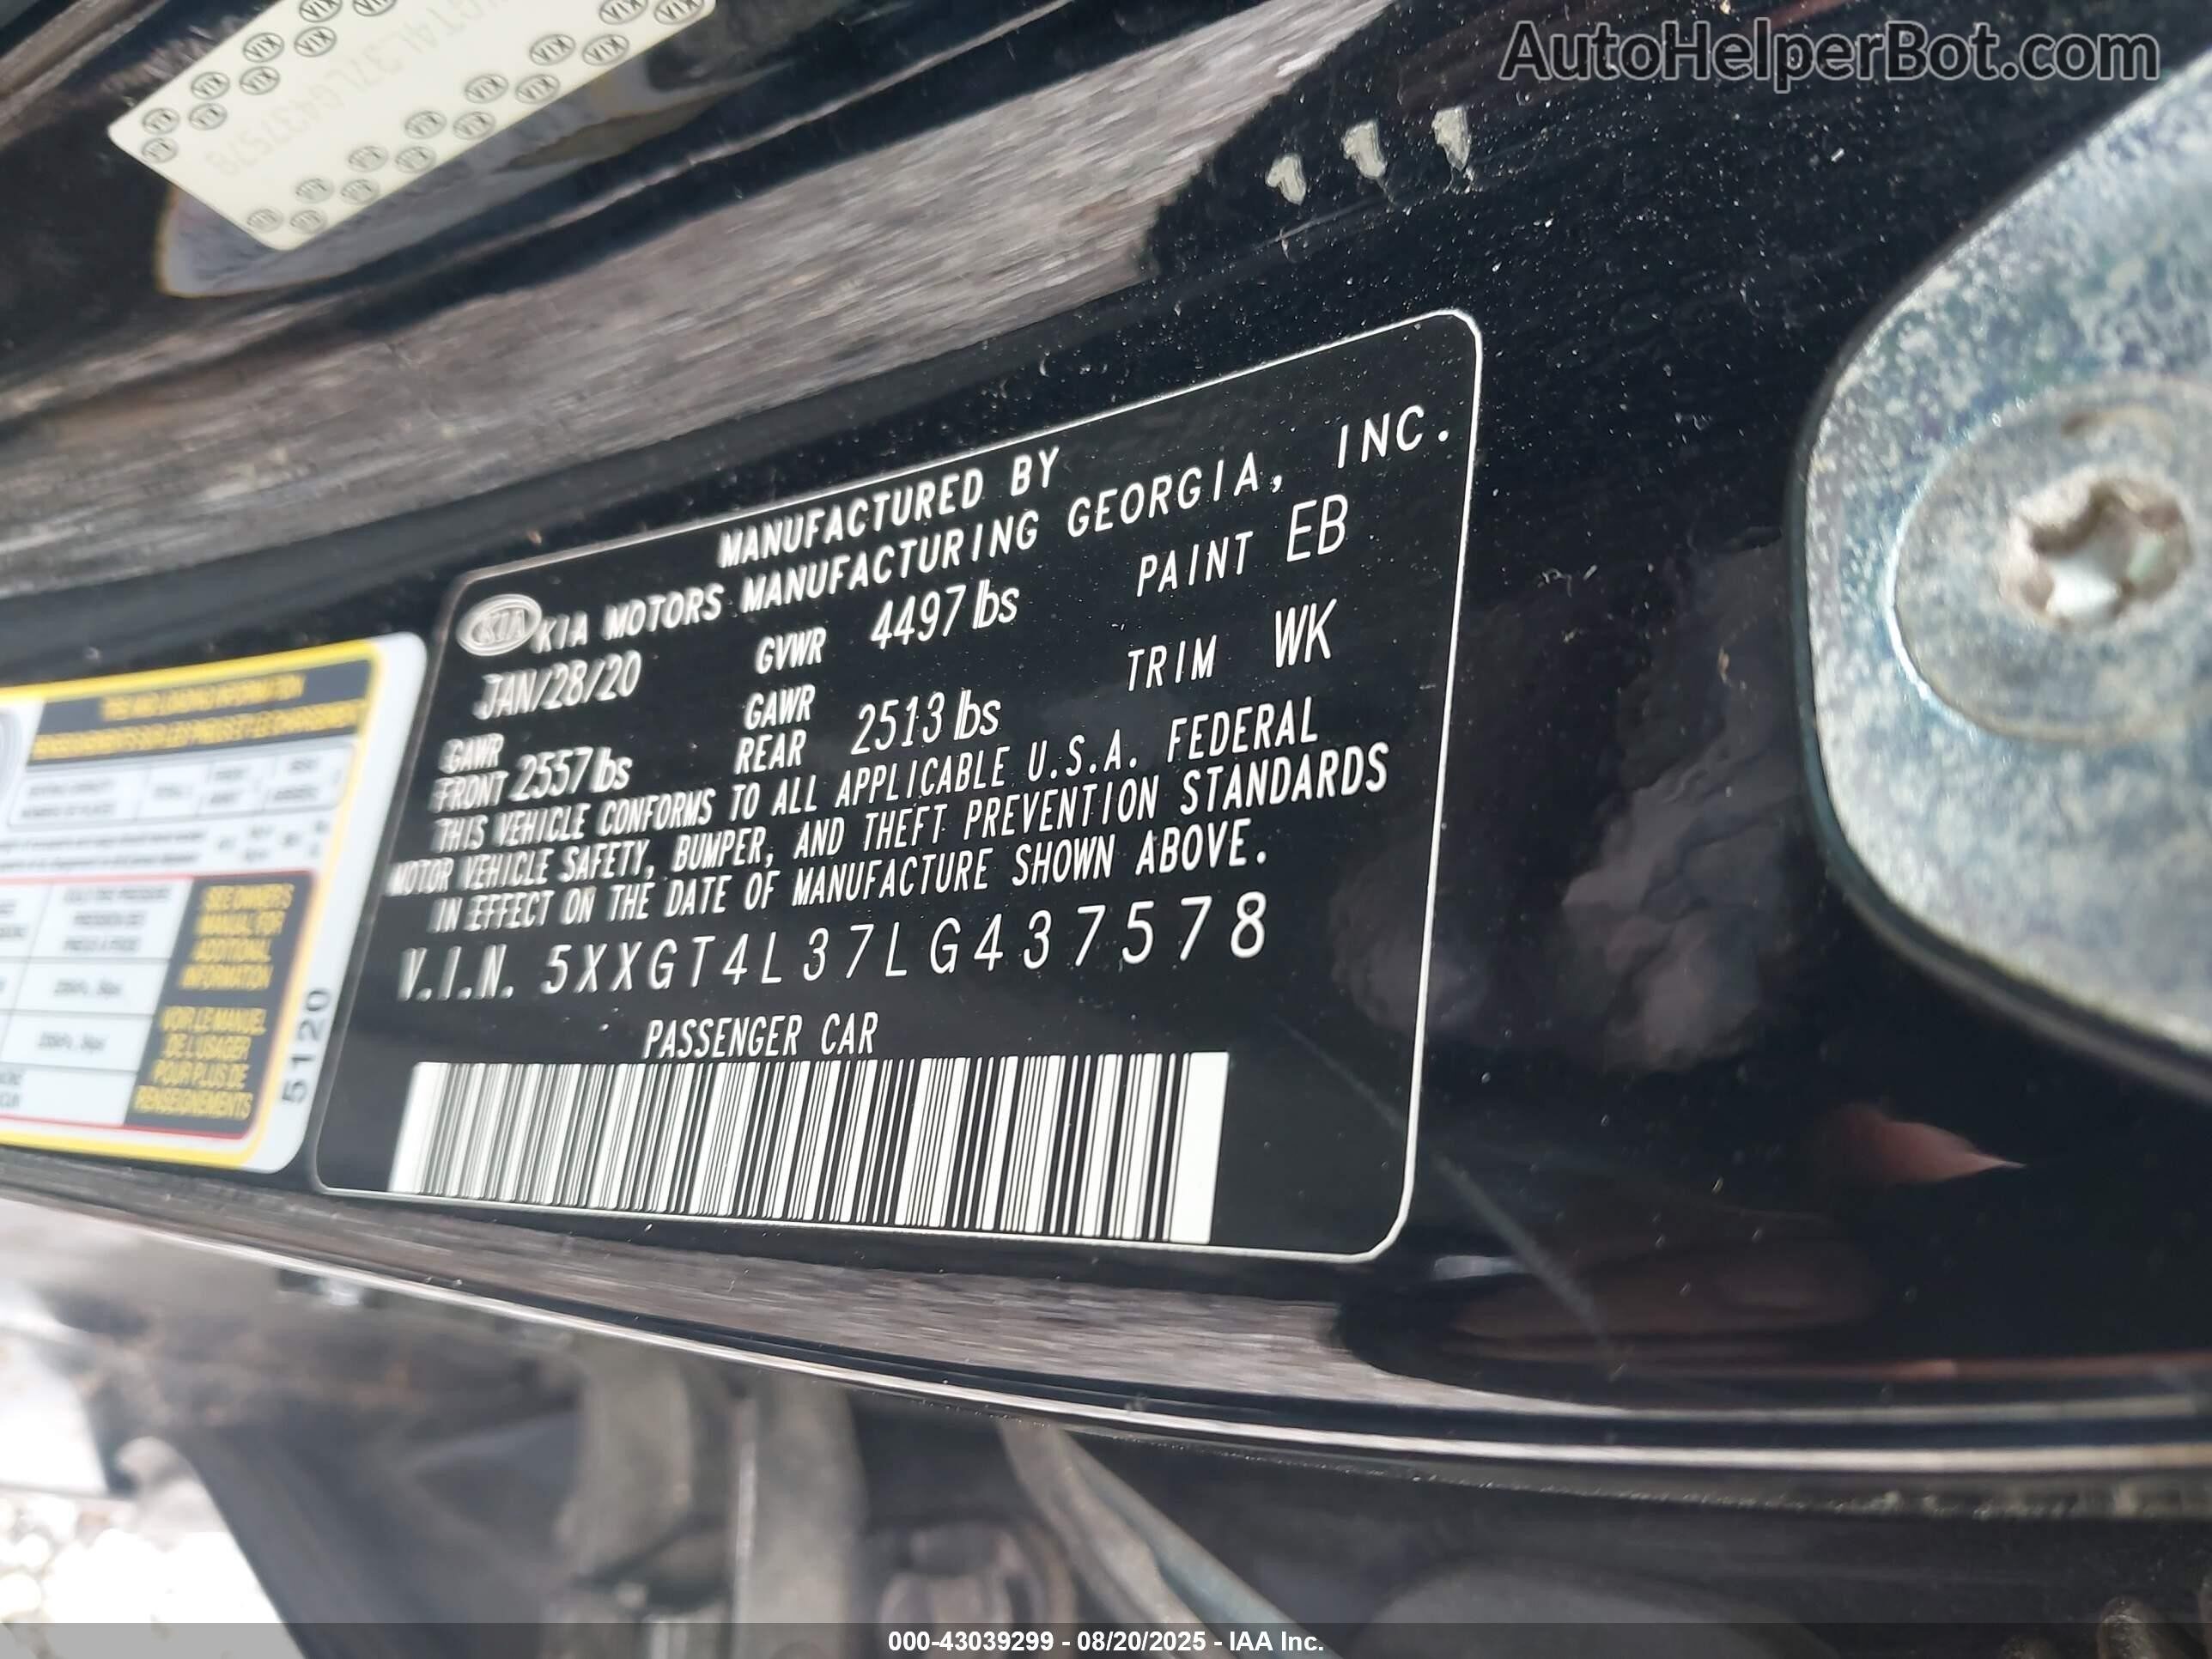 AutoHelperBot.com
MANUFACTURED BY
KIA KIA MOTORS MANUFACTURING GEORGIA, INC.
JAN/28/20 GVWR 4497 lbs PAINT EB
GAWR FRONT 2557 lbs GAWR REAR 2513 lbs TRIM WK
THIS VEHICLE CONFORMS TO ALL APPLICABLE U.S.A. FEDERAL
MOTOR VEHICLE SAFETY, BUMPER, AND THEFT PREVENTION STANDARDS
IN EFFECT ON THE DATE OF MANUFACTURE SHOWN ABOVE.
V.I.N. 5XXGT4L37LG437578
PASSENGER CAR
SEE OWNER'S
MANUAL FOR
ADDITIONAL
INFORMATION
VOIR LE MANUEL
DE L'USAGER
POUR PLUS DE
RENSEIGNEMENTS
5120
000-43039299 - 08/20/2025 - IAA Inc.